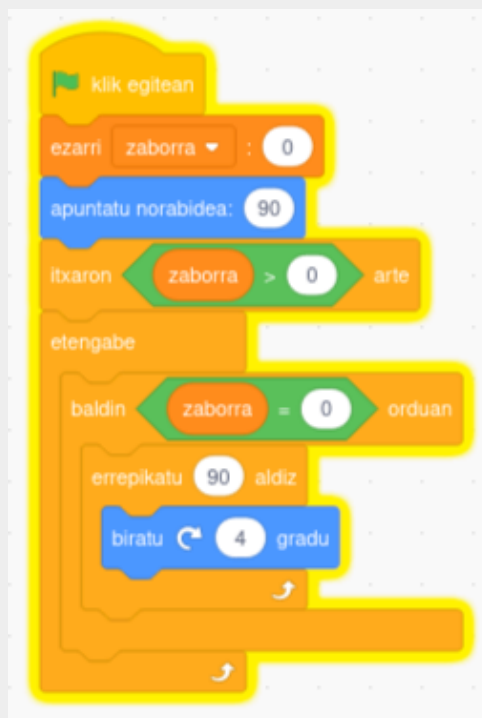 klik egitean
ezarri zaborra : 0
apuntatu norabidea: 90
itxaron zaborra > 0 arte
etengabe
baldin zaborra = 0 orduan
errepikatu 90 aldiz
biratu 4 gradu